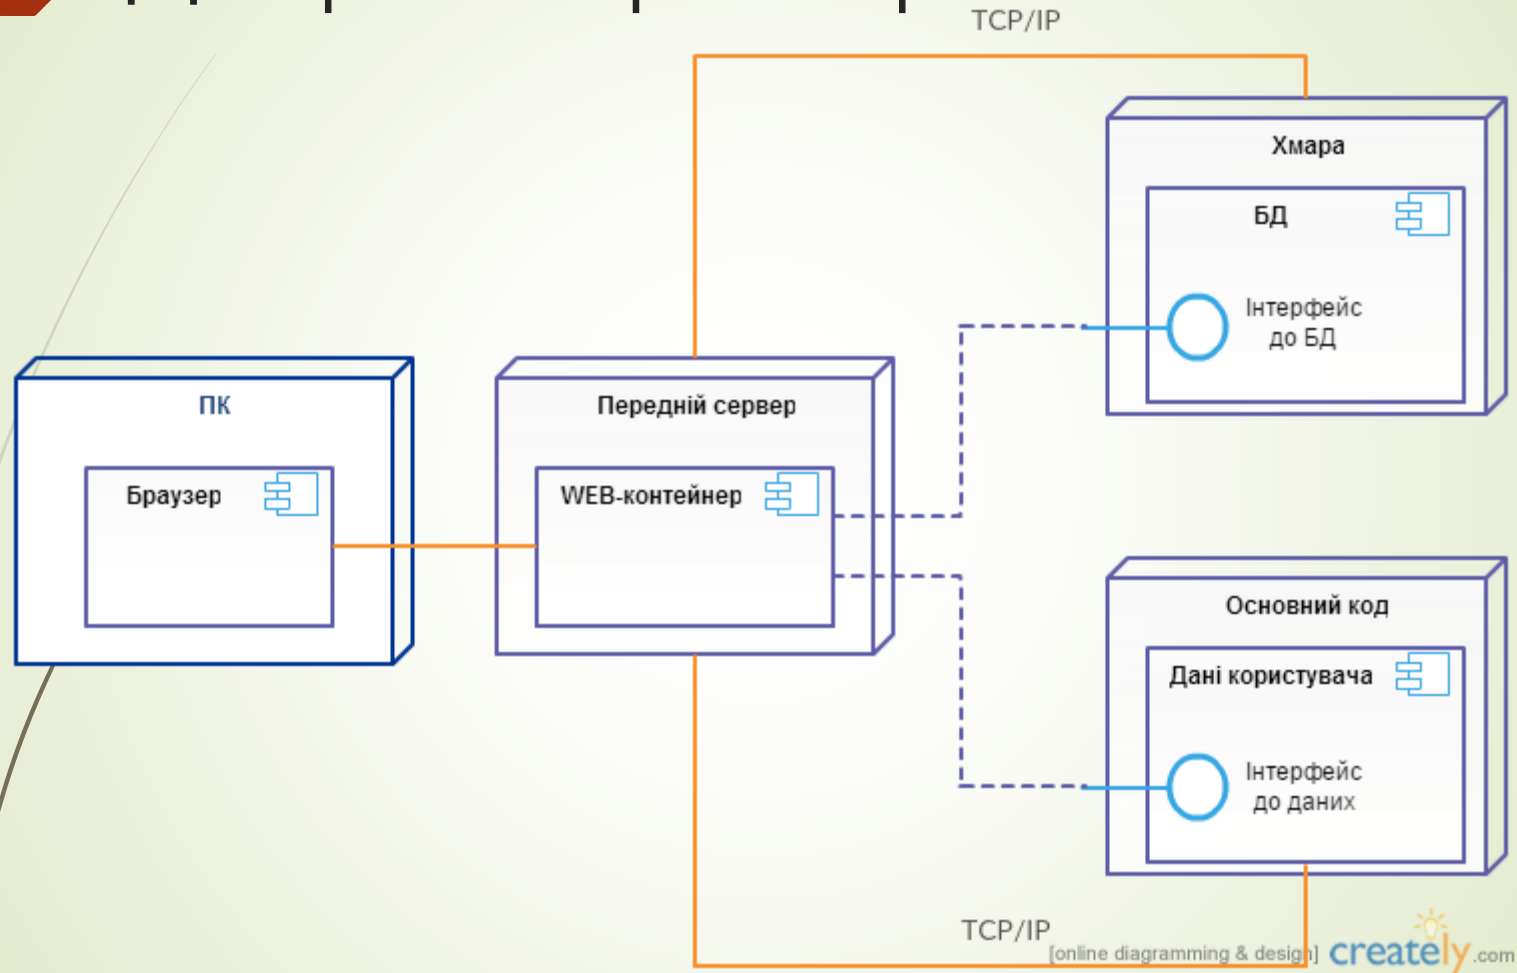 TCP/IP
Хмара
БД
Інтерфейс
до БД
ПК
Браузер
Передній сервер
WEB-контейнер
Основний код
Дані користувача
Інтерфейс
до даних
TCP/IP
[online diagramming & design] creately.com